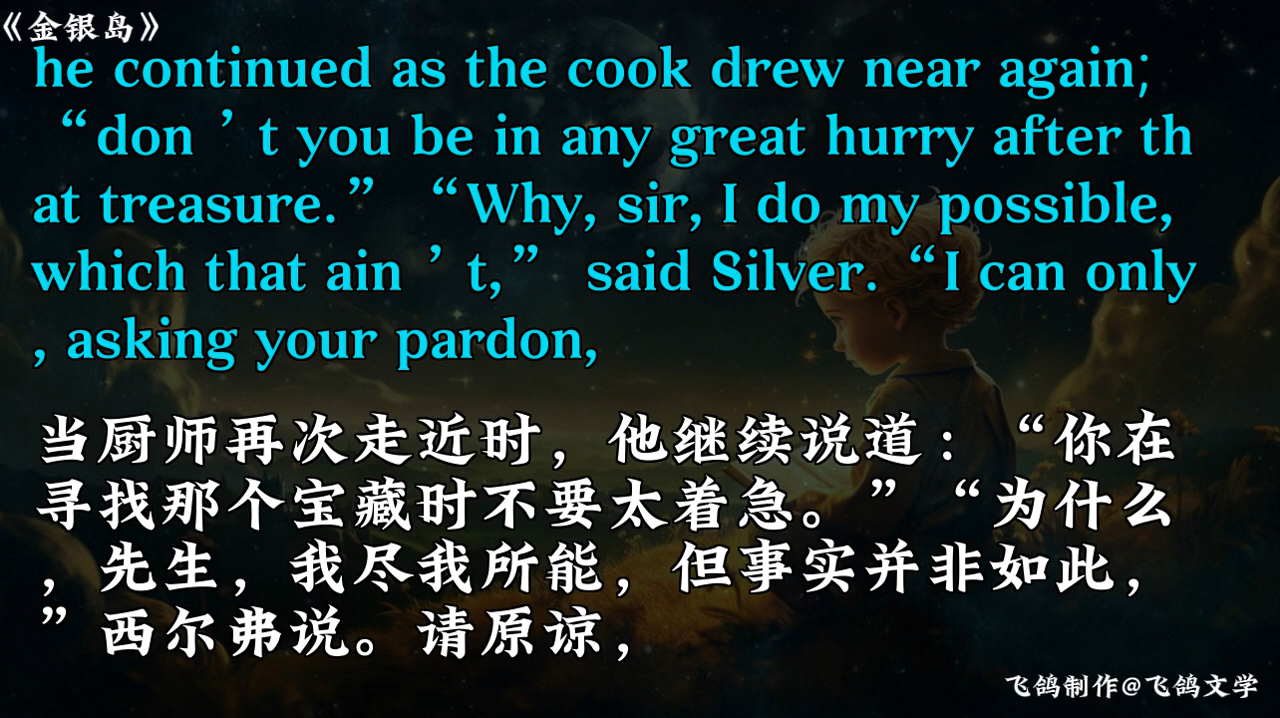 《金银岛》
he continued as the cook drew near again;
“don ’ t you be in any great hurry after th
at treasure.” “Why, sir, I do my possible,
which that ain ’ t,” said Silver. “I can only
, asking your pardon,
当厨师再次走近时，他继续说道：“你在
寻找那个宝藏时不要太着急。”“为什么
，先生，我尽我所能，但事实并非如此，
”西尔弗说。请原谅，
飞鸽制作@飞鸽文学